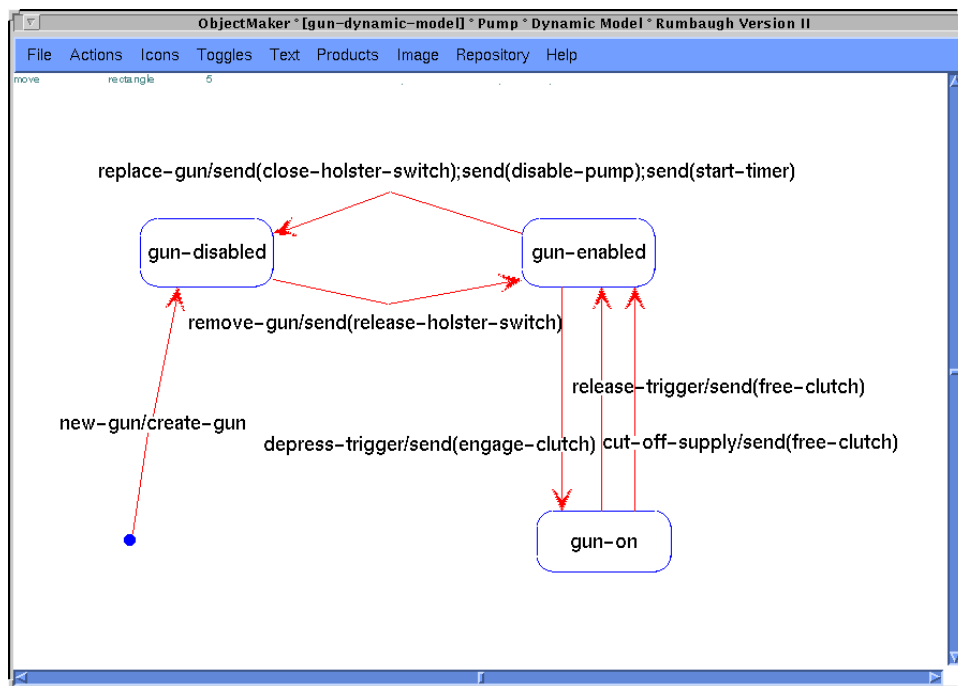 ObjectMaker * [gun-dynamic-model] * Pump * Dynamic Model * Rumbaugh Version II
File Actions Icons Toggles Text Products Image Repository Help
move rectangle 5
replace-gun/send(close-holster-switch);send(disable-pump);send(start-timer)
gun-disabled
gun-enabled
remove-gun/send(release-holster-switch)
release-trigger/send(free-clutch)
new-gun/create-gun
depress-trigger/send(engage-clutch)
cut-off-supply/send(free-clutch)
gun-on